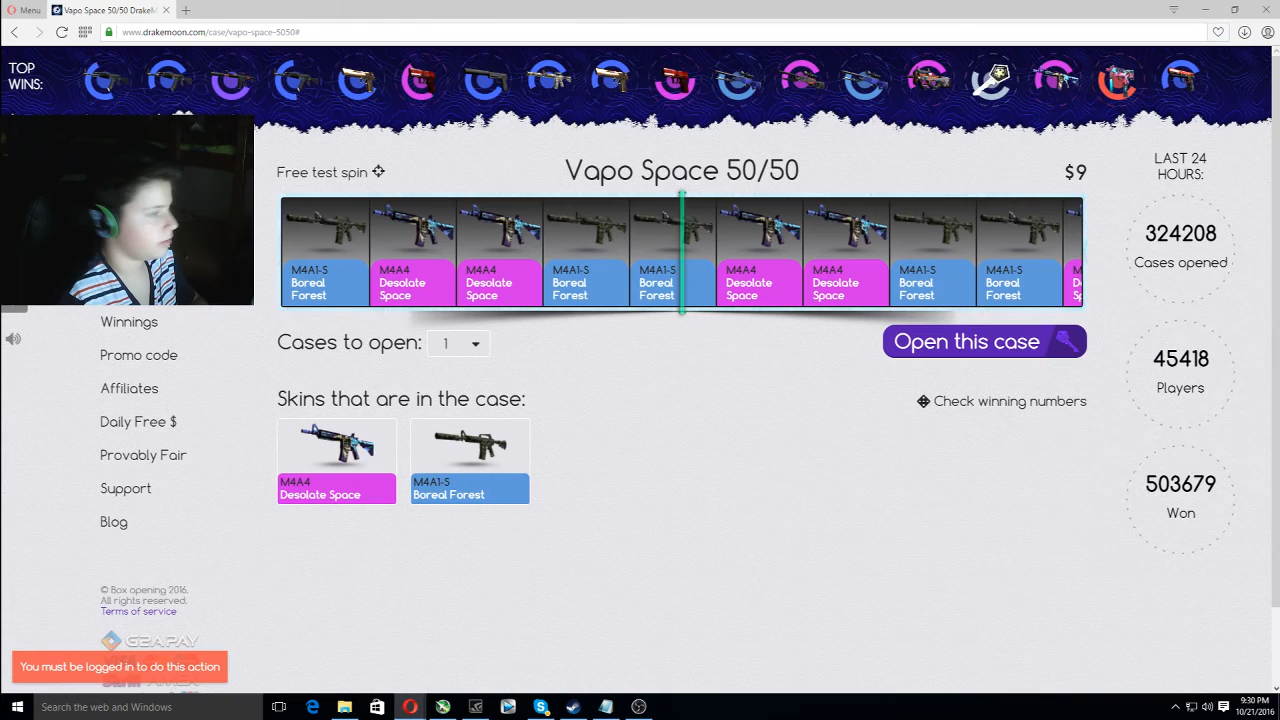 Menu
Vapo Space 50/50 DrakeM
www.drakemoon.com/case/vapo-space-5050#
TOP
WINS:
Free test spin
Vapo Space 50/50
$9
M4A1-S
Boreal
Forest
M4A4
Desolate
Space
M4A4
Desolate
Space
M4A1-S
Boreal
Forest
M4A1-S
Boreal
Forest
M4A4
Desolate
Space
M4A4
Desolate
Space
M4A1-S
Boreal
Forest
M4A1-S
Boreal
Forest
Cases to open: 1
Open this case
Skins that are in the case:
Check winning numbers
M4A4
Desolate Space
M4A1-S
Boreal Forest
LAST 24
HOURS:
324208
Cases opened
45418
Players
503679
Won
Winnings
Promo code
Affiliates
Daily Free $
Provably Fair
Support
Blog
© Box opening 2016.
All rights reserved.
Terms of service
G2A PAY
You must be logged in to do this action
Search the web and Windows
9:30 PM
10/21/2016